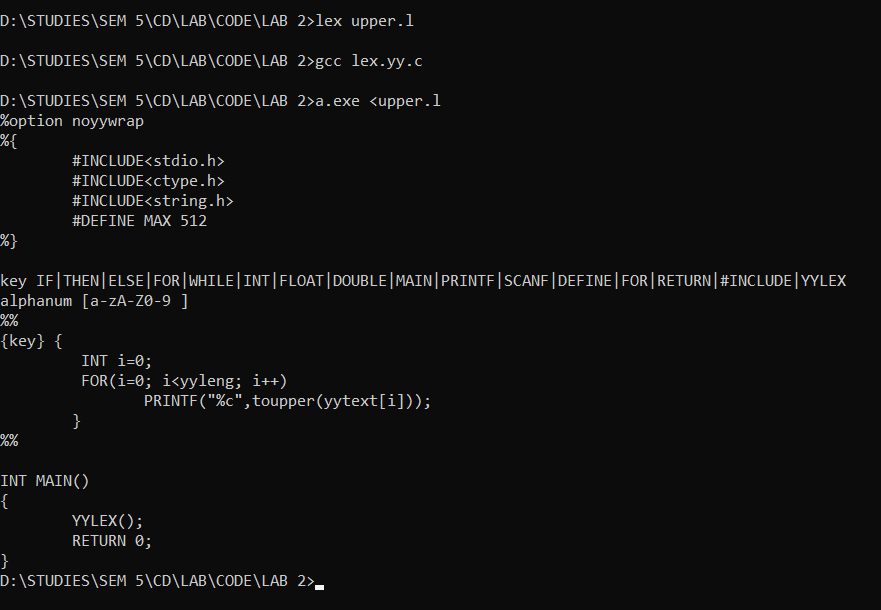 D:\STUDIES\SEM 5\CD\LAB\CODE\LAB 2>lex upper.l
D:\STUDIES\SEM 5\CD\LAB\CODE\LAB 2>gcc lex.yy.c
D:\STUDIES\SEM 5\CD\LAB\CODE\LAB 2>a.exe <upper.l
%option noyywrap
%{
#INCLUDE<stdio.h>
#INCLUDE<ctype.h>
#INCLUDE<string.h>
#DEFINE MAX 512
%}
key IF|THEN|ELSE|FOR|WHILE|INT|FLOAT|DOUBLE|MAIN|PRINTF|SCANF|DEFINE|FOR|RETURN|#INCLUDE|YYLEX
alphanum [a-zA-Z0-9 ]
%%
{key} {
INT i=0;
FOR(i=0; i<yyleng; i++)
PRINTF("%c",toupper(yytext[i]));
}
%%
INT MAIN()
{
YYLEX();
RETURN 0;
}
D:\STUDIES\SEM 5\CD\LAB\CODE\LAB 2>